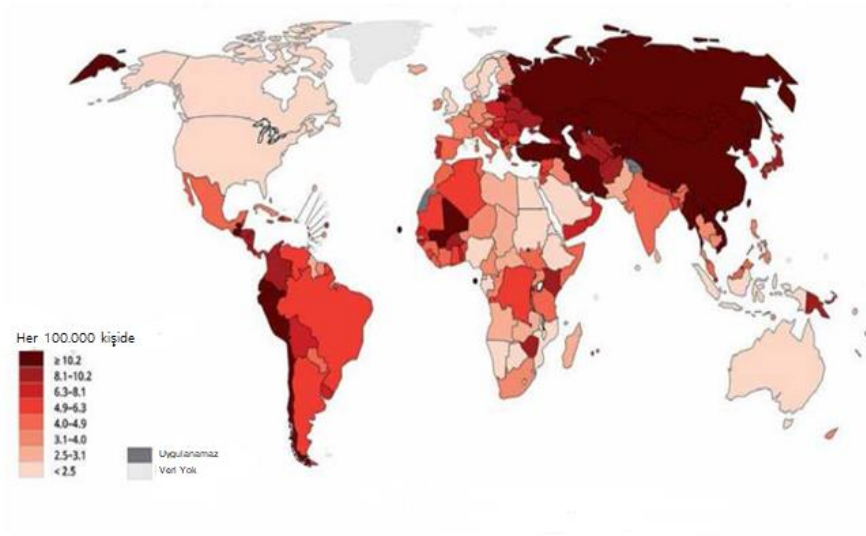 Her 100.000 kişide
≥ 10.2
8.1-10.2
6.3-8.1
4.9-6.3
4.0-4.9
3.1-4.0
2.5-3.1
< 2.5
Uygulanamaz
Veri Yok